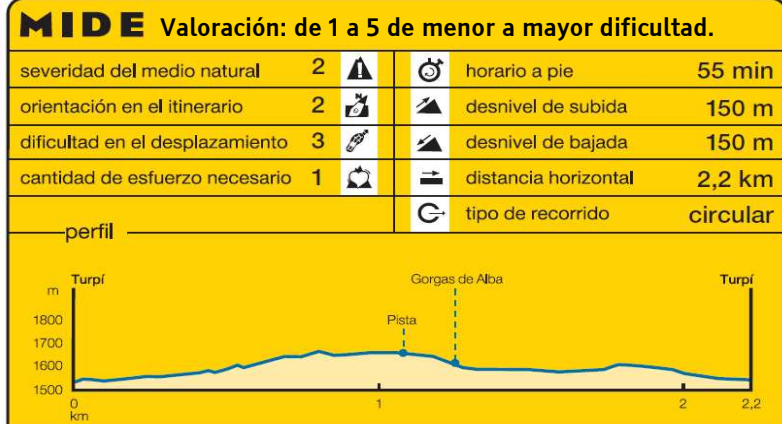 MIDE Valoración: de 1 a 5 de menor a mayor dificultad.
severidad del medio natural 2
horario a pie 55 min
orientación en el itinerario 2
desnivel de subida 150 m
dificultad en el desplazamiento 3
desnivel de bajada 150 m
cantidad de esfuerzo necesario 1
distancia horizontal 2,2 km
tipo de recorrido circular
perfil
Turpí Gorgas de Alba Turpí
m
1800 Pista
1700
1600
1500
0 1 2 2,2
km